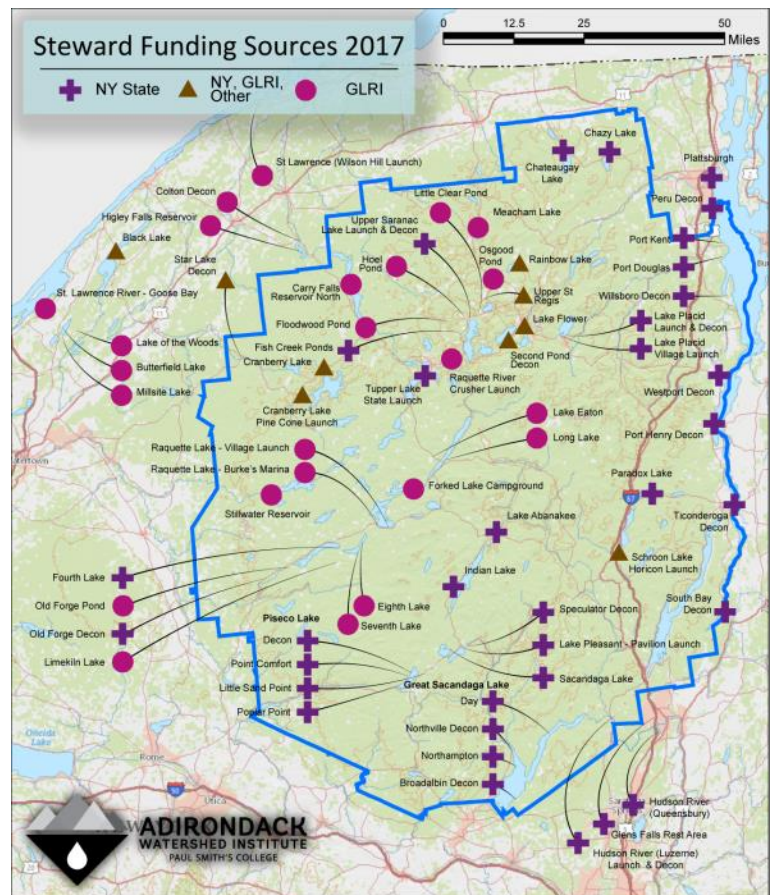 Steward Funding Sources 2017
NY State
NY, GLRI,
Other
GLRI
0 12.5 25 50
Miles
St Lawrence (Wilson Hill Launch)
Colton Decon
Higley Falls Reservoir
Black Lake
Star Lake
Decon
St. Lawrence River - Goose Bay
Lake of the Woods
Butterfield Lake
Millsite Lake
Little Clear Pond
Upper Saranac
Lake Launch & Decon
Meacham Lake
Hoel
Pond
Osgood
Pond
Rainbow Lake
Carry Falls
Reservoir North
Upper St
Regis
Floodwood Pond
Lake Flower
Fish Creek Ponds
Second Pond
Decon
Cranberry Lake
Cranberry Lake
Pine Cone Launch
Tupper Lake
State Launch
Raquette River
Crusher Launch
Chateaugay
Lake
Chazy Lake
Plattsburgh
Peru Decon
Port Kent
Port Douglas
Willsboro Decon
Lake Placid
Launch & Decon
Lake Placid
Village Launch
Westport Decon
Port Henry Decon
Lake Eaton
Long Lake
Raquette Lake - Village Launch
Raquette Lake - Burke's Marina
Stillwater Reservoir
Forked Lake Campground
Paradox Lake
87
Ticonderoga
Decon
Lake Abanakee
Schroon Lake
Horicon Launch
Indian Lake
South Bay
Decon
Fourth Lake
Old Forge Pond
Old Forge Decon
Limekiln Lake
Eighth Lake
Seventh Lake
Piseco Lake
Decon
Point Comfort
Little Sand Point
Poplar Point
Speculator Decon
Lake Pleasant - Pavilion Launch
Sacandaga Lake
Great Sacandaga Lake
Day
Northville Decon
Northampton
Broadalbin Decon
Hudson River
(Queensbury)
Glens Falls Rest Area
Hudson River (Luzerne)
Launch & Decon
Oneida
Lake
Rome
Utica
90
ADIRONDACK
WATERSHED INSTITUTE
PAUL SMITH'S COLLEGE